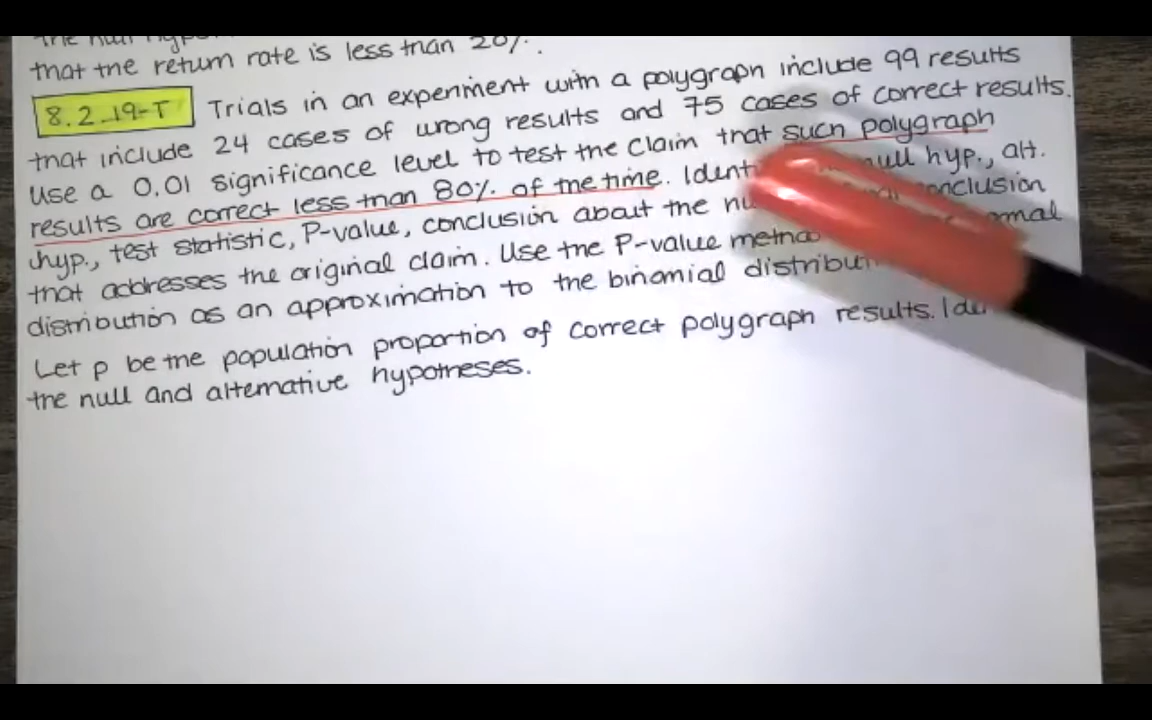 that the return rate is less than 20%.
8.2.19-T Trials in an experiment with a polygraph include 99 results
that include 24 cases of wrong results and 75 cases of correct results.
Use a 0.01 significance level to test the claim that such polygraph
results are correct less than 80% of the time. hyp., alt.
hyp., test statistic, P-value, conclusion about the
that addresses the original claim. Use the P-value
distribution as an approximation to the binomial
Let p be the population proportion of correct polygraph results.
the null and alternative hypotheses.